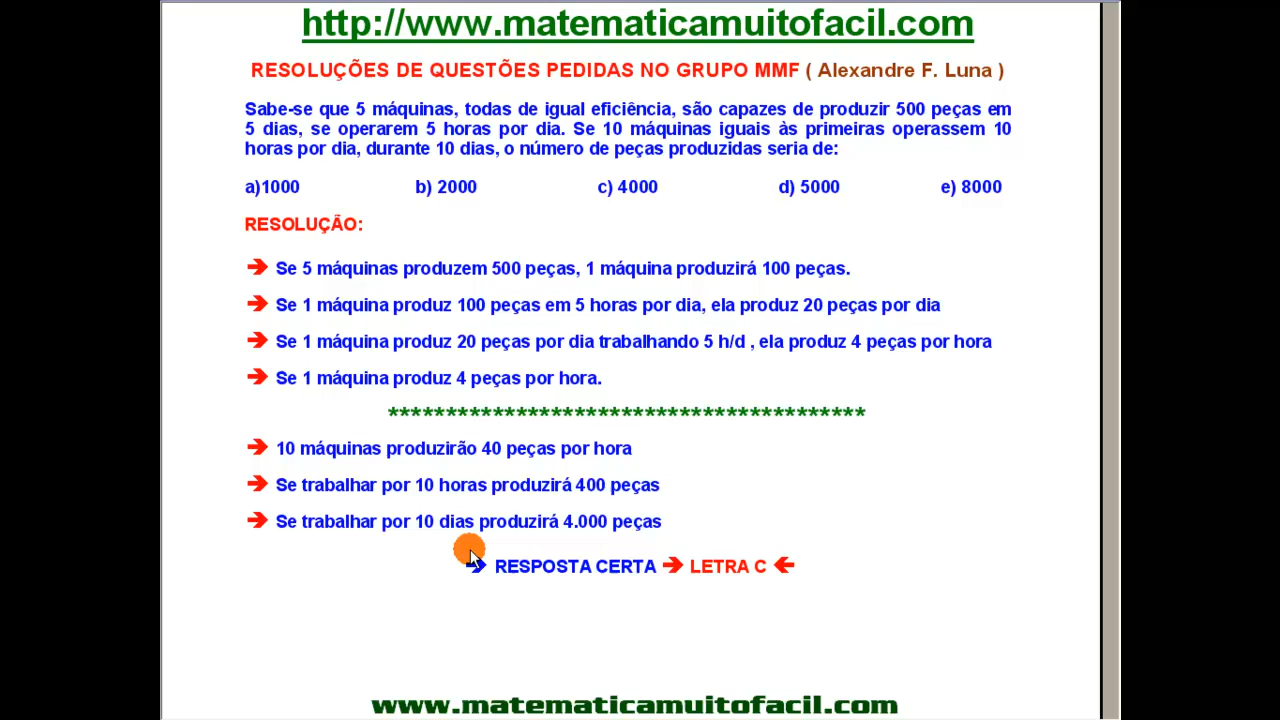 http://www.matematicamuitofacil.com
RESOLUÇÕES DE QUESTÕES PEDIDAS NO GRUPO MMF ( Alexandre F. Luna )
Sabe-se que 5 máquinas, todas de igual eficiência, são capazes de produzir 500 peças em
5 dias, se operarem 5 horas por dia. Se 10 máquinas iguais às primeiras operassem 10
horas por dia, durante 10 dias, o número de peças produzidas seria de:
a)1000 b) 2000 c) 4000 d) 5000 e) 8000
RESOLUÇÃO:
➔ Se 5 máquinas produzem 500 peças, 1 máquina produzirá 100 peças.
➔ Se 1 máquina produz 100 peças em 5 horas por dia, ela produz 20 peças por dia
➔ Se 1 máquina produz 20 peças por dia trabalhando 5 h/d , ela produz 4 peças por hora
➔ Se 1 máquina produz 4 peças por hora.
******************************************
➔ 10 máquinas produzirão 40 peças por hora
➔ Se trabalhar por 10 horas produzirá 400 peças
➔ Se trabalhar por 10 dias produzirá 4.000 peças
➔ RESPOSTA CERTA ➔ LETRA C 🡸
www.matematicamuitofacil.com